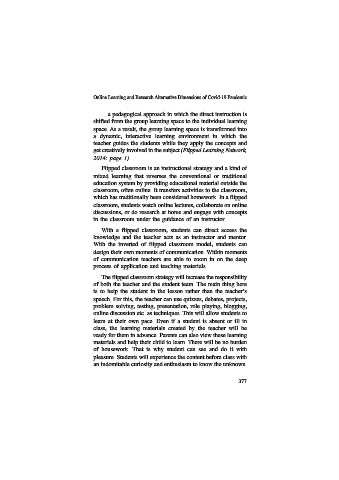 Online Learning and Research Alternative Dimensions of Covid-19 Pandemic
a pedagogical approach in which the direct instruction is
shifted from the group learning space to the individual learning
space. As a result, the group learning space is transformed into
a dynamic, interactive learning environment in which the
teacher guides the students while they apply the concepts and
get creatively involved in the subject (Flipped Learning Network,
2014: page 1)
Flipped classroom is an instructional strategy and a kind of
mixed learning that reverses the conventional or traditional
education system by providing educational material outside the
classroom, often online. It transfers activities to the classroom,
which has traditionally been considered homework. In a flipped
classroom, students watch online lectures, collaborate on online
discussions, or do research at home and engage with concepts
in the classroom under the guidance of an instructor.
With a flipped classroom, students can direct access the
knowledge and the teacher acts as an instructor and mentor.
With the inverted of flipped classroom model, students can
design their own moments of communication. Within moments
of communication teachers are able to zoom in on the deep
process of application and teaching materials.
The flipped classroom strategy will increase the responsibility
of both the teacher and the student team. The main thing here
is to help the student in the lesson rather than the teacher's
speech. For this, the teacher can use quizzes, debates, projects,
problem solving, testing, presentation, role playing, blogging,
online discussion etc. as techniques. This will allow students to
learn at their own pace. Even if a student is absent or ill in
class, the learning materials created by the teacher will be
ready for them in advance. Parents can also view these learning
materials and help their child to learn. There will be no burden
of housework. That is why student can use and do it with
pleasure. Students will experience the content before class with
an indomitable curiosity and enthusiasm to know the unknown.
377